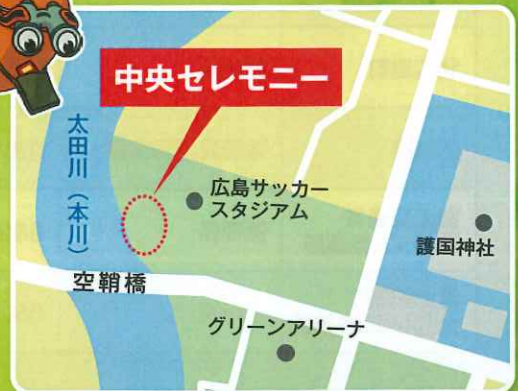 中央セレモニー
太田川（本川）
広島サッカー
スタジアム
護国神社
空鞘橋
グリーンアリーナ